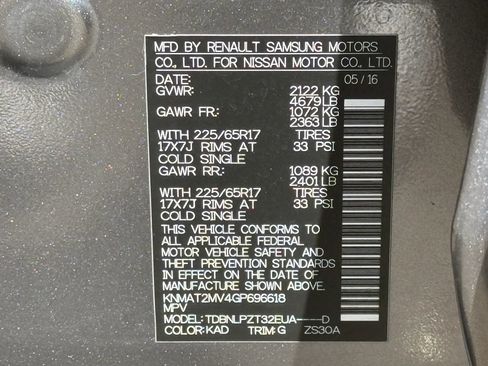 MFD BY RENAULT SAMSUNG MOTORS
CO., LTD. FOR NISSAN MOTOR CO., LTD.
DATE: 05/16
GVWR: 2122 KG
4679 LB
GAWR FR: 1072 KG
2363 LB
WITH 225/65R17 TIRES
17X7J RIMS AT 33 PSI
COLD SINGLE
GAWR RR: 1089 KG
2401 LB
WITH 225/65R17 TIRES
17X7J RIMS AT 33 PSI
COLD SINGLE
THIS VEHICLE CONFORMS TO
ALL APPLICABLE FEDERAL
MOTOR VEHICLE SAFETY AND
THEFT PREVENTION STANDARDS
IN EFFECT ON THE DATE OF
MANUFACTURE SHOWN ABOVE.
KNMAT2MV4GP696618
MPV
MODEL: TDBNLPZT32EUA----D
COLOR: KAD TRIM: G ZS30A